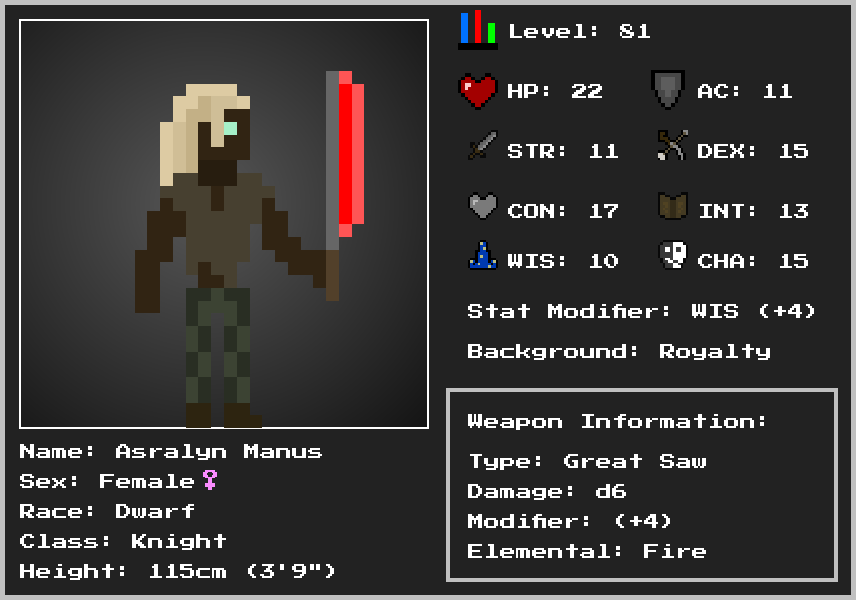 Level: 81
HP: 22
AC: 11
STR: 11
DEX: 15
CON: 17
INT: 13
WIS: 10
CHA: 15
Stat Modifier: WIS (+4)
Background: Royalty
Weapon Information:
Type: Great Saw
Damage: d6
Modifier: (+4)
Elemental: Fire
Name: Asralyn Manus
Sex: Female♀
Race: Dwarf
Class: Knight
Height: 115cm (3'9")